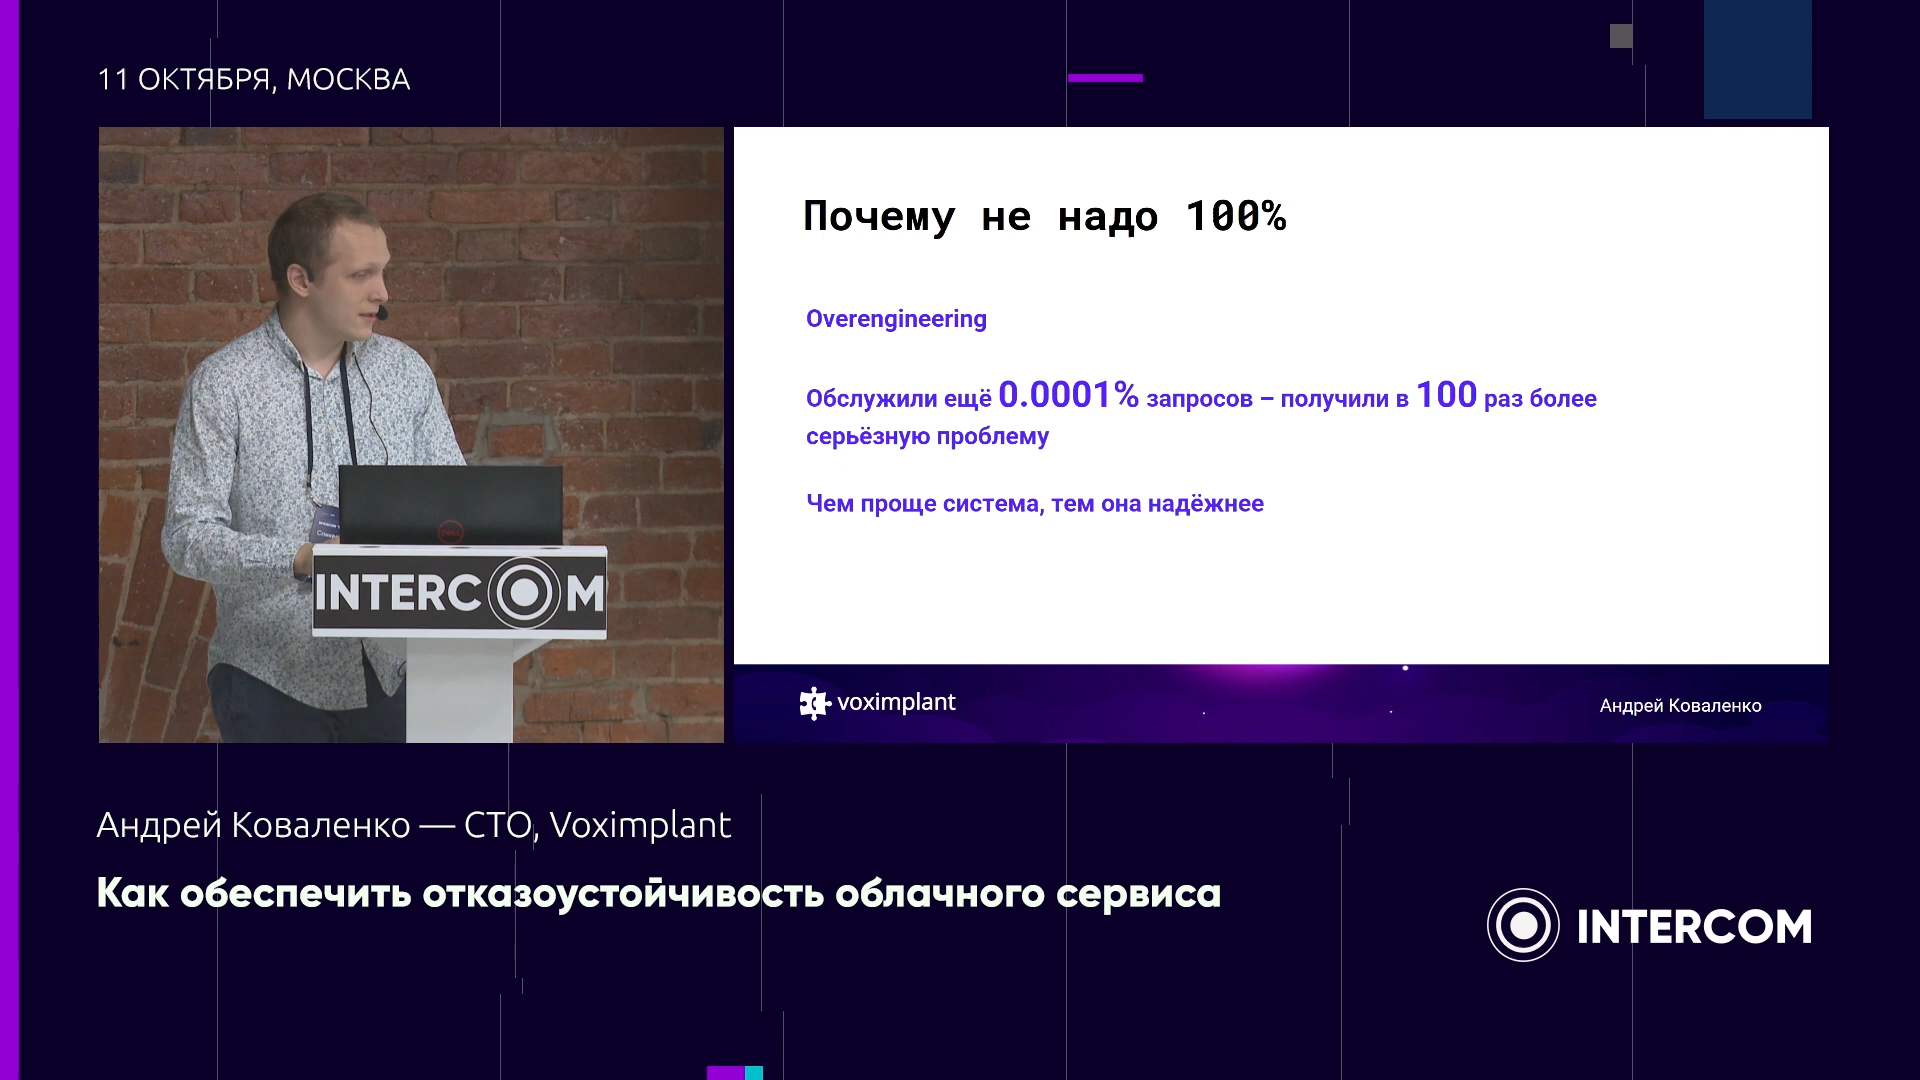 11 ОКТЯБРЯ, МОСКВА
Почему не надо 100%
Overengineering
Обслужили ещё 0.0001% запросов – получили в 100 раз более
серьёзную проблему
Чем проще система, тем она надёжнее
INTERCOM
voximplant
Андрей Коваленко
Андрей Коваленко — CTO, Voximplant
Как обеспечить отказоустойчивость облачного сервиса
INTERCOM